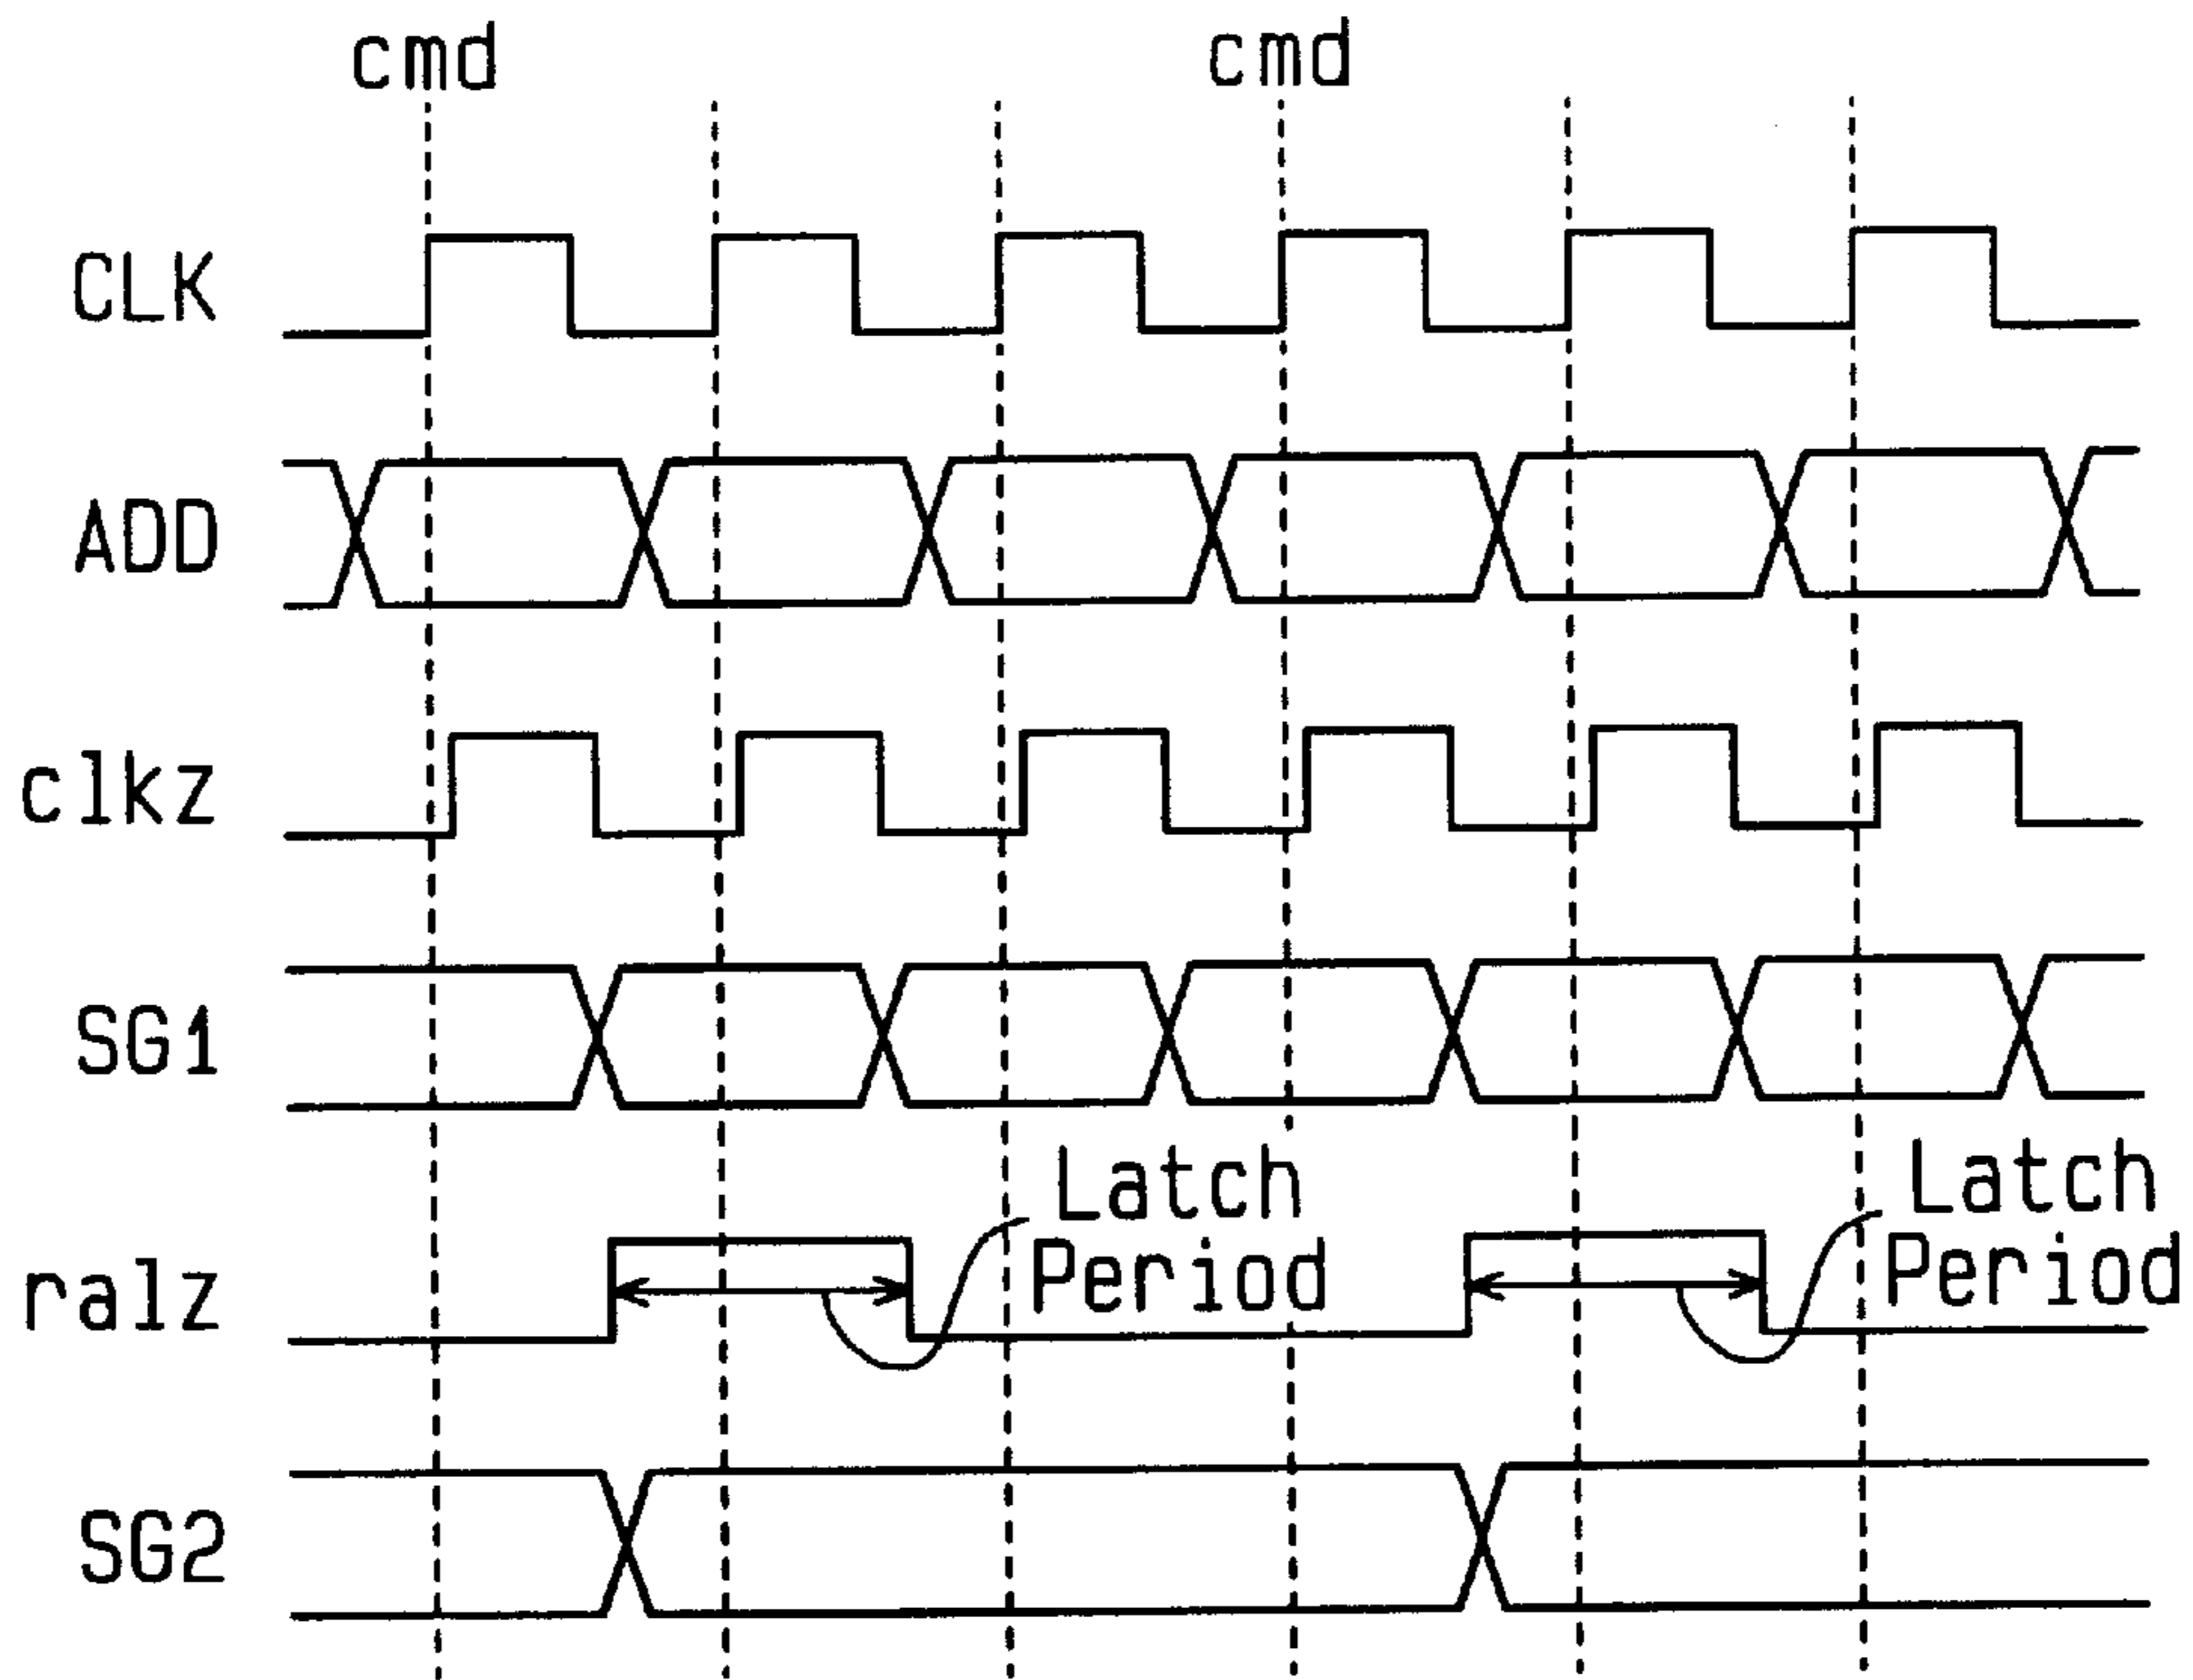 cmd cmd
CLK
ADD
clkz
SG1
Latch
Period
Latch
Period
ralz
SG2